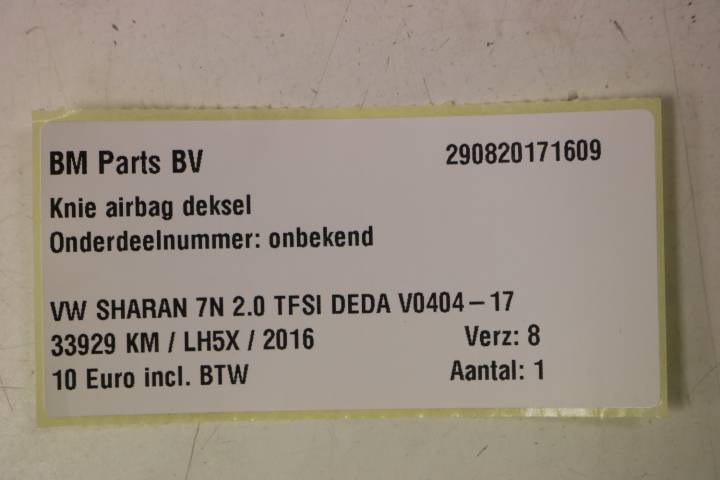 BM Parts BV 290820171609
Knie airbag deksel
Onderdeelnummer: onbekend
VW SHARAN 7N 2.0 TFSI DEDA V0404 – 17
33929 KM / LH5X / 2016 Verz: 8
10 Euro incl. BTW Aantal: 1